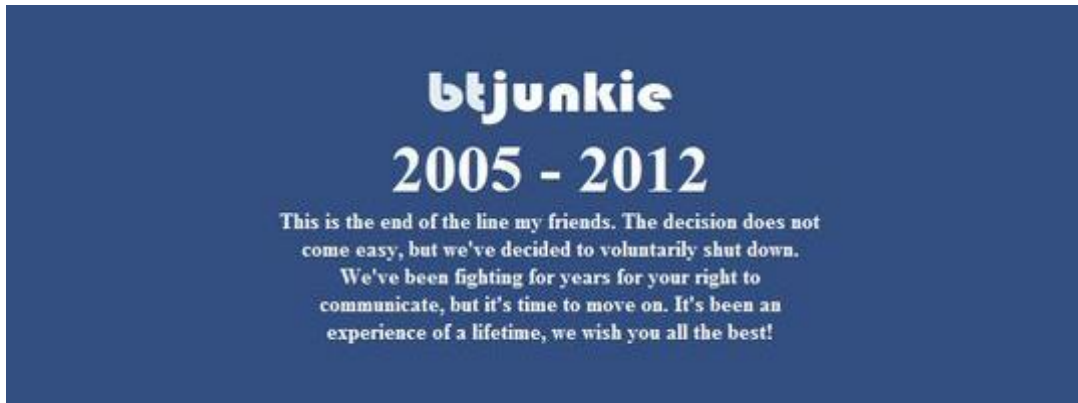 btjunkie
2005 - 2012
This is the end of the line my friends. The decision does not
come easy, but we've decided to voluntarily shut down.
We've been fighting for years for your right to
communicate, but it's time to move on. It's been an
experience of a lifetime, we wish you all the best!